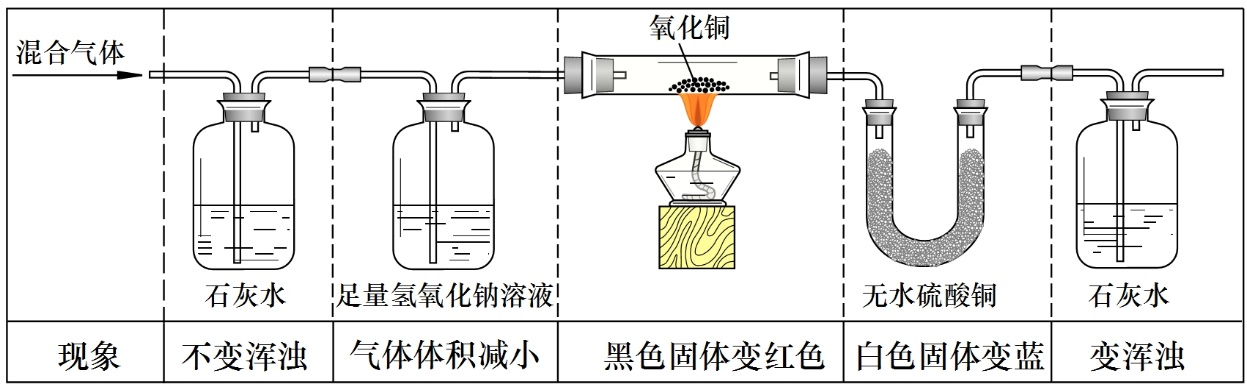 混合气体
氧化铜
石灰水
足量氢氧化钠溶液
无水硫酸铜
石灰水
现象
不变浑浊
气体体积减小
黑色固体变红色
白色固体变蓝
变浑浊